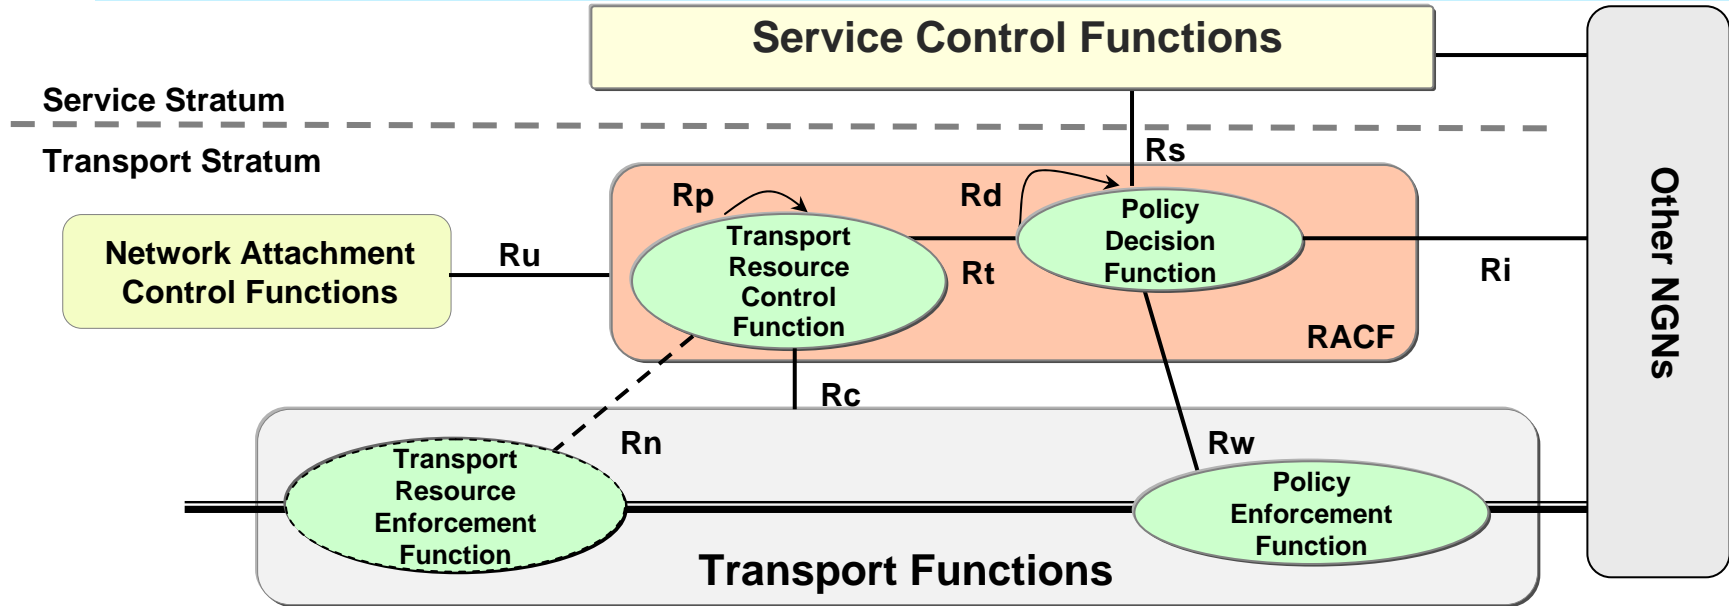 Service Control Functions
Service Stratum
Transport Stratum
Rs
Rp
Rd
Policy
Decision
Function
Transport
Resource
Control
Function
Network Attachment
Control Functions
Ru
Rt
Ri
RACF
Other NGNs
Rc
Rn
Rw
Transport
Resource
Enforcement
Function
Policy
Enforcement
Function
Transport Functions